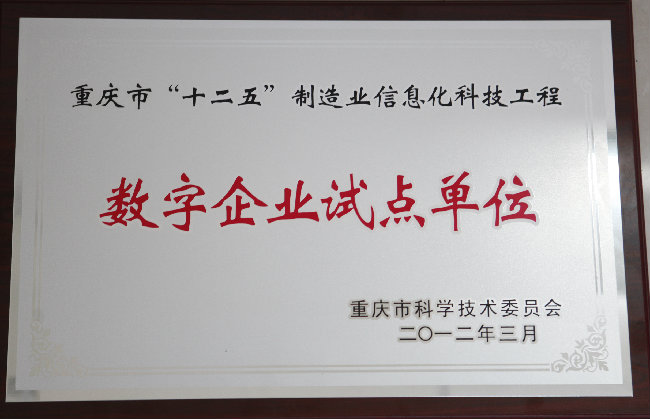 重庆市“十二五”制造业信息化科技工程
数字企业试点单位
重庆市科学技术委员会
二〇一二年三月